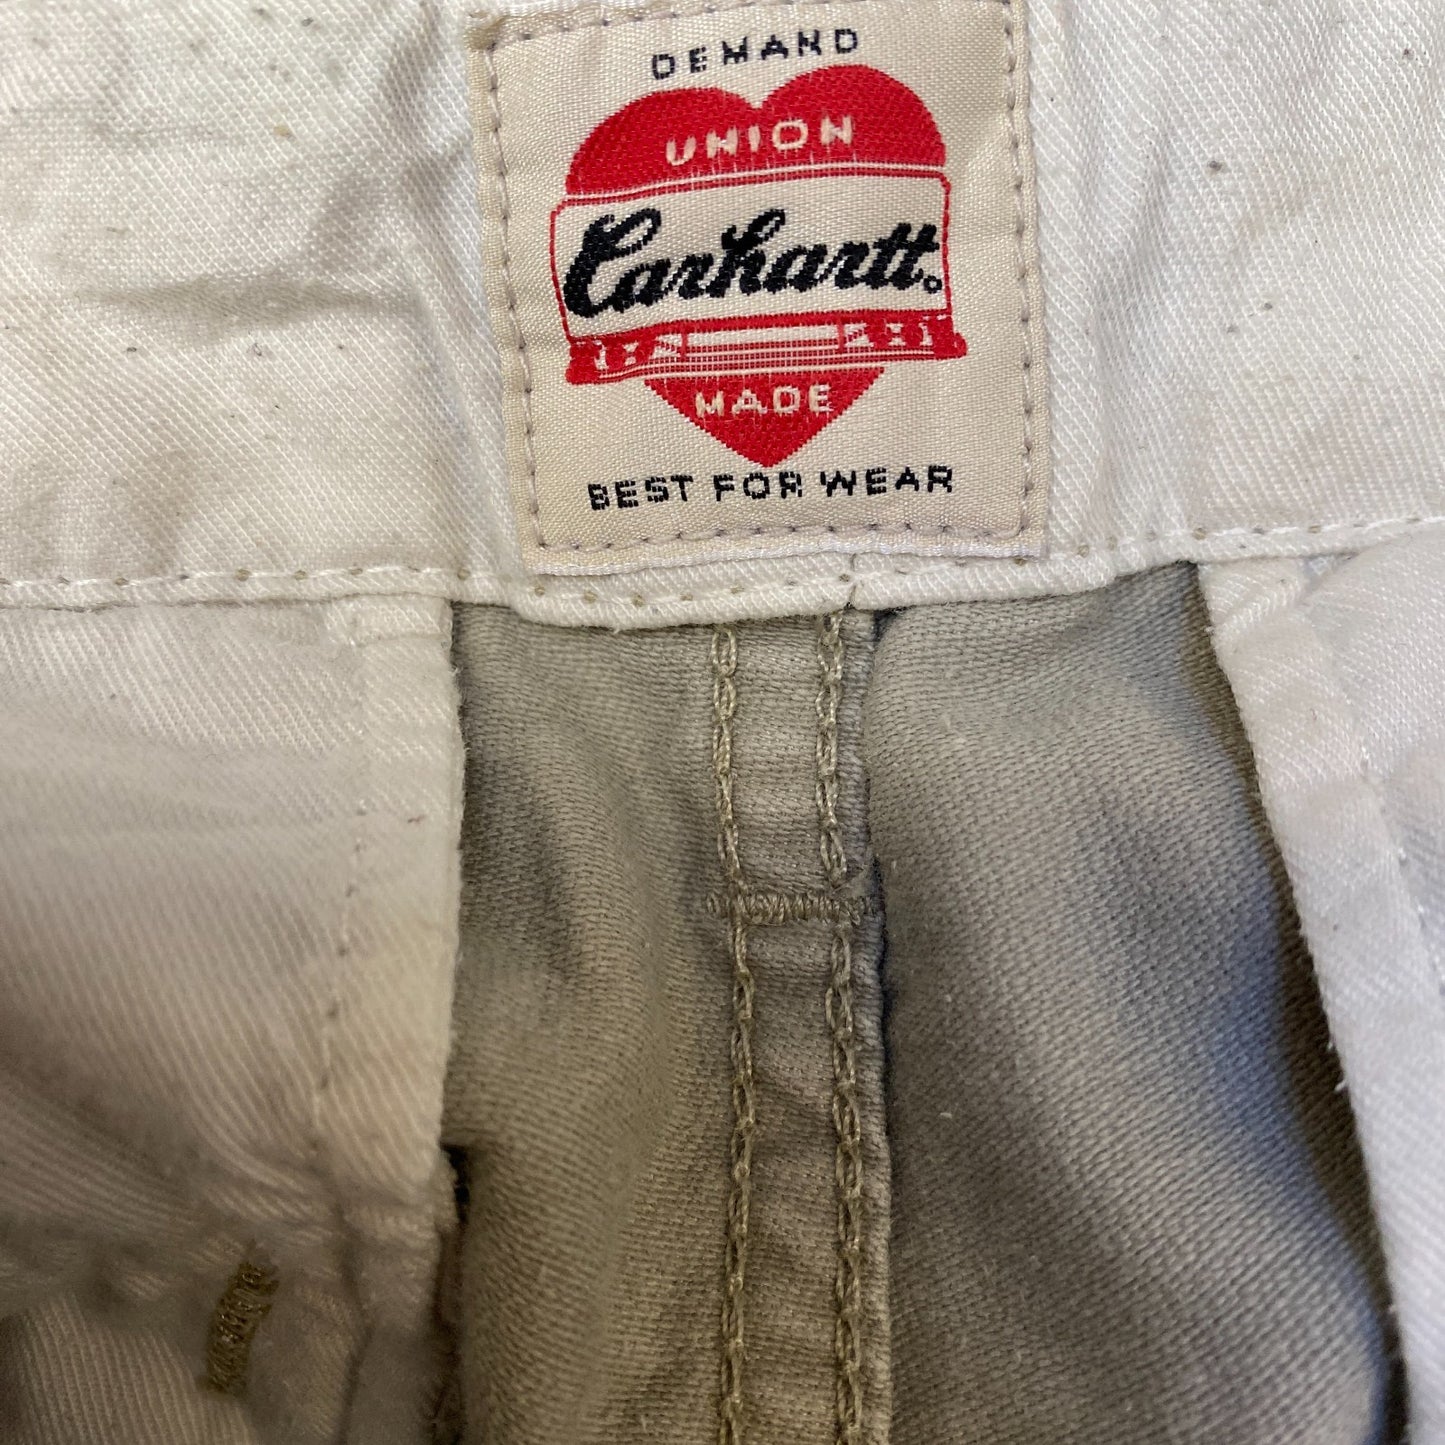 DEMAND
UNION
Carhartt
MADE
BEST FOR WEAR